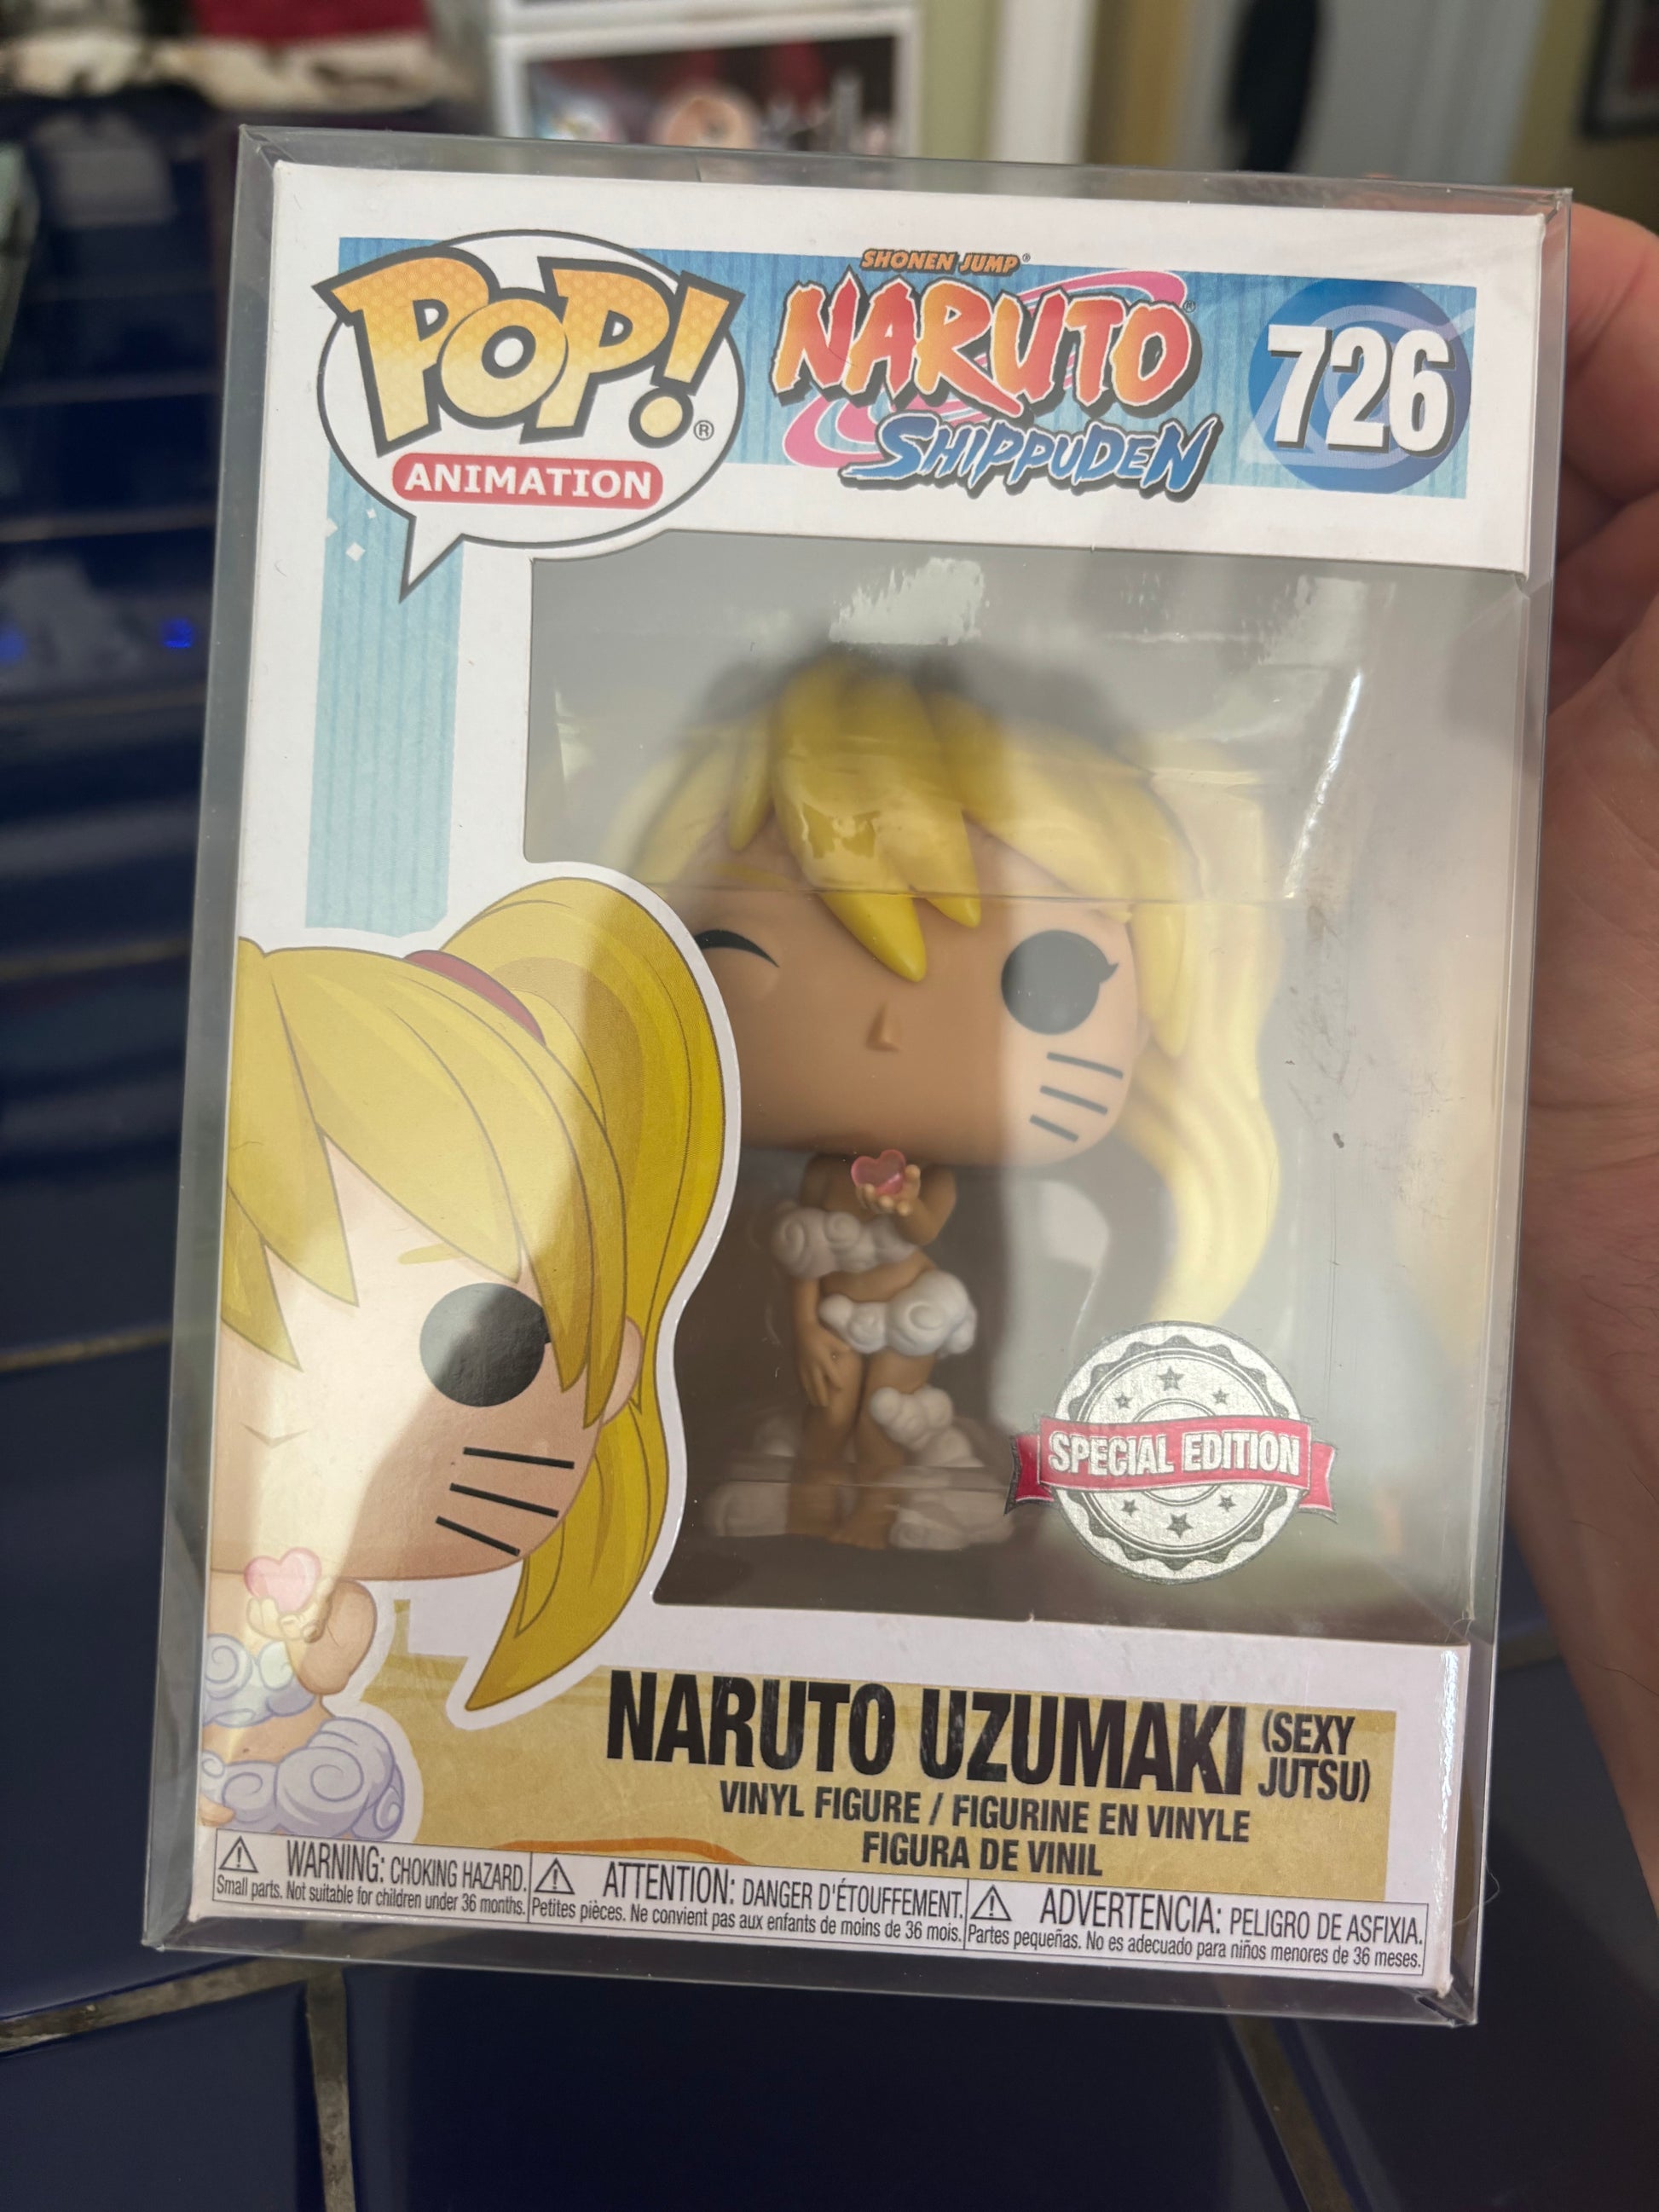 POP!®
ANIMATION
SHONEN JUMP®
NARUTO®
SHIPPUDEN
726
SPECIAL EDITION
NARUTO UZUMAKI (SEXY JUTSU)
VINYL FIGURE / FIGURINE EN VINYLE
FIGURA DE VINIL
WARNING: CHOKING HAZARD.
Small parts. Not suitable for children under 36 months.
ATTENTION: DANGER D'ÉTOUFFEMENT.
Petites pièces. Ne convient pas aux enfants de moins de 36 mois.
ADVERTENCIA: PELIGRO DE ASFIXIA.
Partes pequeñas. No es adecuado para niños menores de 36 meses.